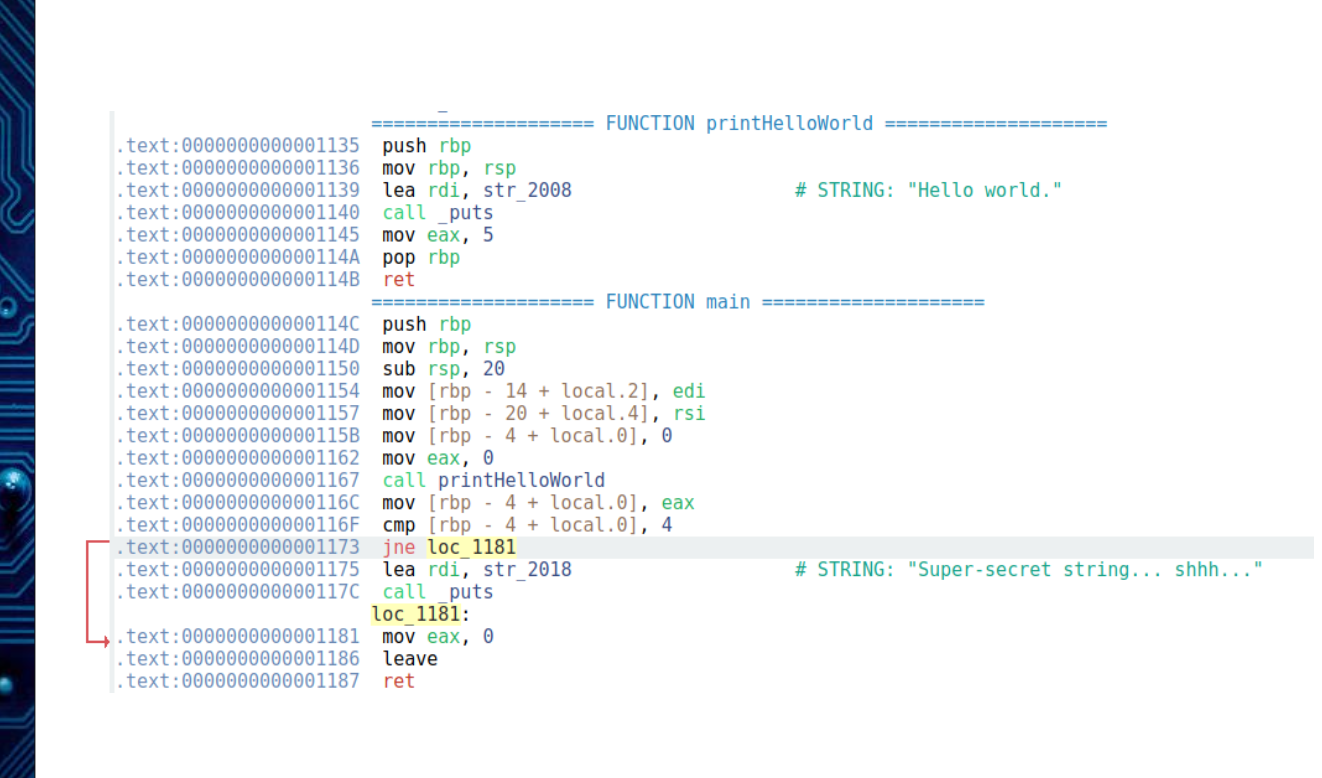 ==================== FUNCTION printHelloWorld ====================
.text:0000000000001135 push rbp
.text:0000000000001136 mov rbp, rsp
.text:0000000000001139 lea rdi, str_2008 # STRING: "Hello world."
.text:0000000000001140 call _puts
.text:0000000000001145 mov eax, 5
.text:000000000000114A pop rbp
.text:000000000000114B ret
==================== FUNCTION main ====================
.text:000000000000114C push rbp
.text:000000000000114D mov rbp, rsp
.text:0000000000001150 sub rsp, 20
.text:0000000000001154 mov [rbp - 14 + local.2], edi
.text:0000000000001157 mov [rbp - 20 + local.4], rsi
.text:000000000000115B mov [rbp - 4 + local.0], 0
.text:0000000000001162 mov eax, 0
.text:0000000000001167 call printHelloWorld
.text:000000000000116C mov [rbp - 4 + local.0], eax
.text:000000000000116F cmp [rbp - 4 + local.0], 4
.text:0000000000001173 jne loc_1181
.text:0000000000001175 lea rdi, str_2018 # STRING: "Super-secret string... shhh..."
.text:000000000000117C call _puts
loc_1181:
.text:0000000000001181 mov eax, 0
.text:0000000000001186 leave
.text:0000000000001187 ret